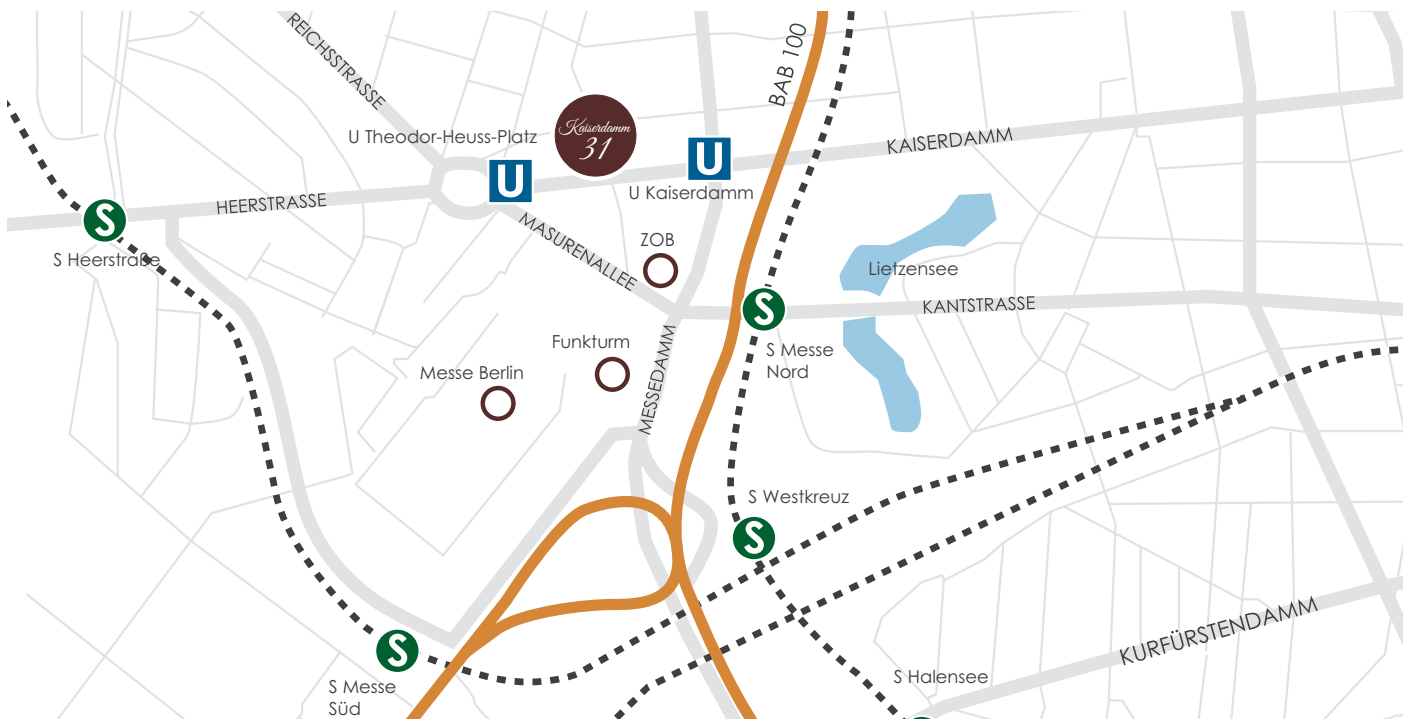 REICHSSTRASSE
BAB 100
U Theodor-Heuss-Platz
Kaiserdamm
31
U
U
KAISERDAMM
U Kaiserdamm
HEERSTRASSE
S
S Heerstraße
MASURENALLEE
ZOB
Lietzensee
S
KANTSTRASSE
S Messe
Nord
Funkturm
MESSEDAMM
Messe Berlin
S Westkreuz
S
KURFÜRSTENDAMM
S
S Messe
Süd
S Halensee